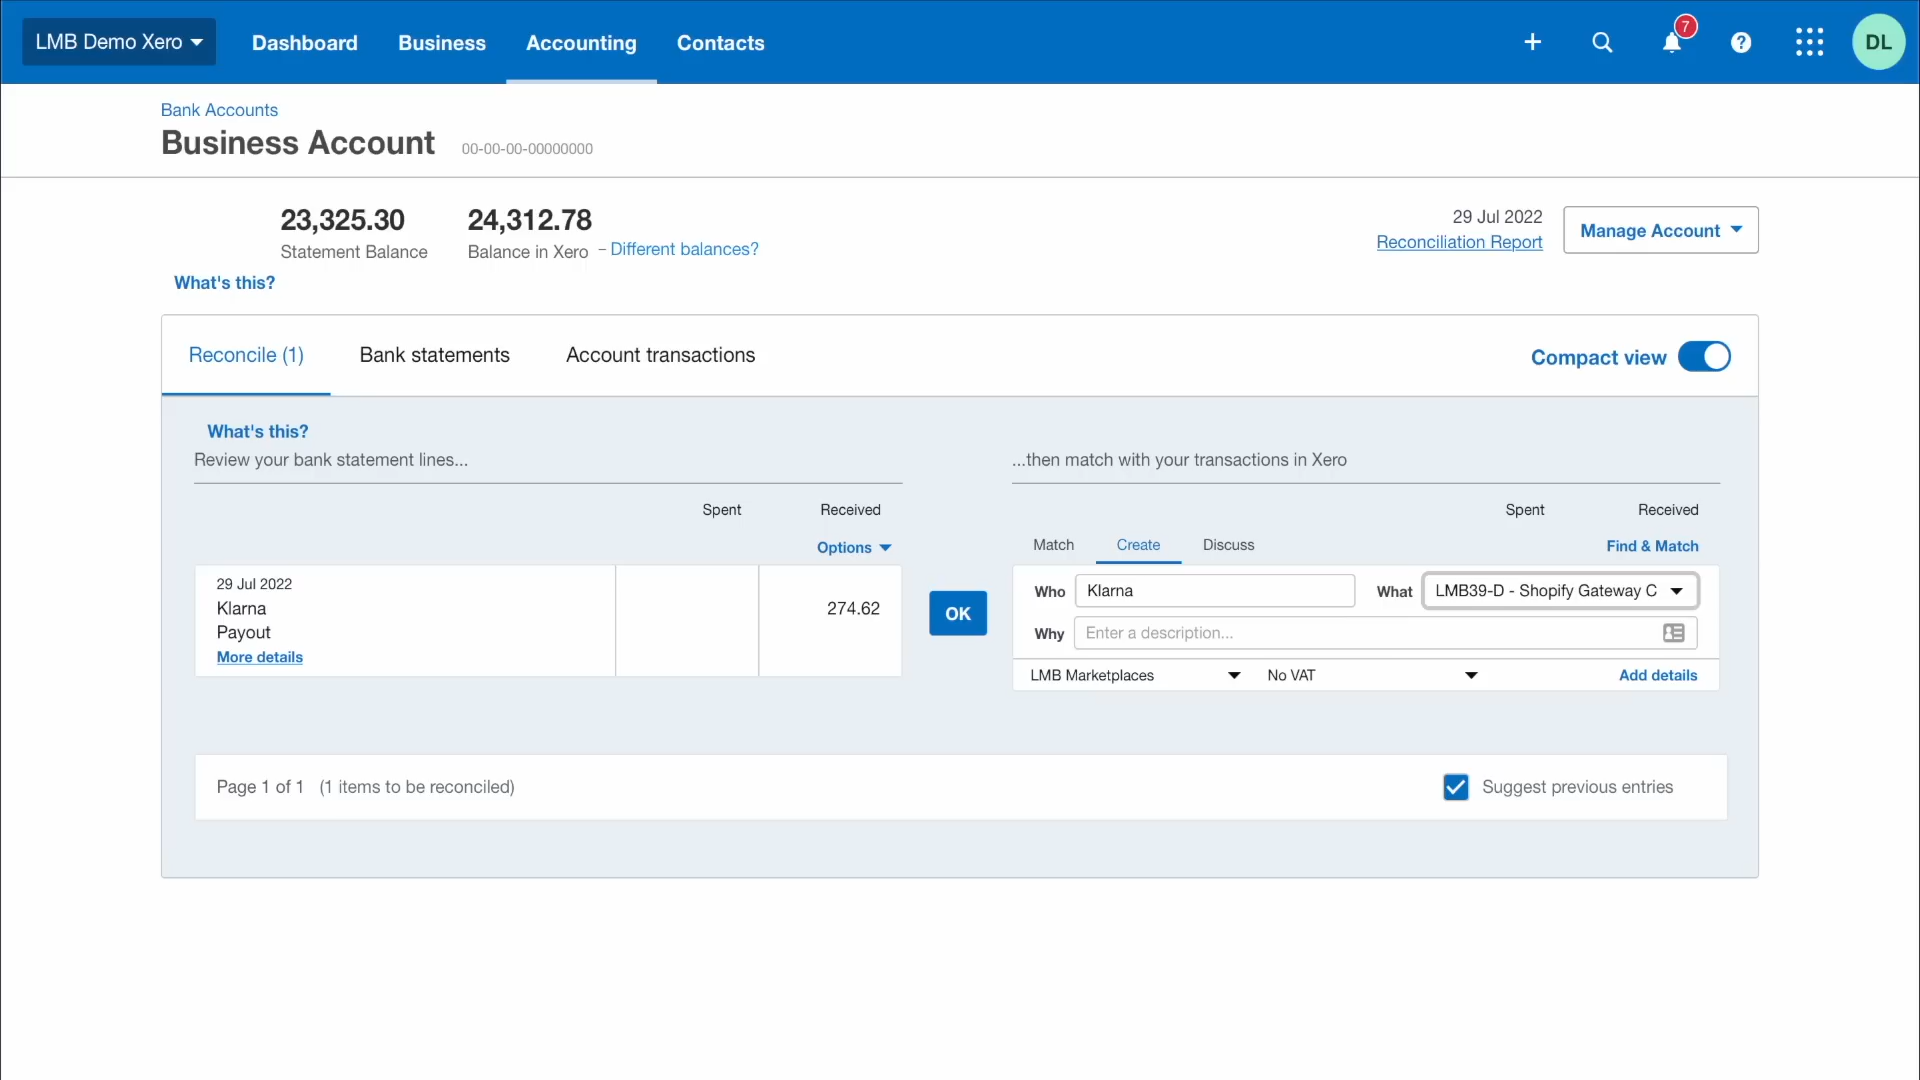 LMB Demo Xero
Dashboard
Business
Accounting
Contacts
7
DL
Bank Accounts
Business Account
00-00-00-00000000
23,325.30
Statement Balance
24,312.78
Balance in Xero
– Different balances?
29 Jul 2022
Reconciliation Report
Manage Account
What's this?
Reconcile (1)
Bank statements
Account transactions
Compact view
What's this?
Review your bank statement lines...
...then match with your transactions in Xero
Spent
Received
Spent
Received
Options
Match
Create
Discuss
Find & Match
29 Jul 2022
Klarna
Payout
More details
274.62
OK
Who
Klarna
What
LMB39-D - Shopify Gateway C
Why
Enter a description...
LMB Marketplaces
No VAT
Add details
Page 1 of 1 (1 items to be reconciled)
Suggest previous entries